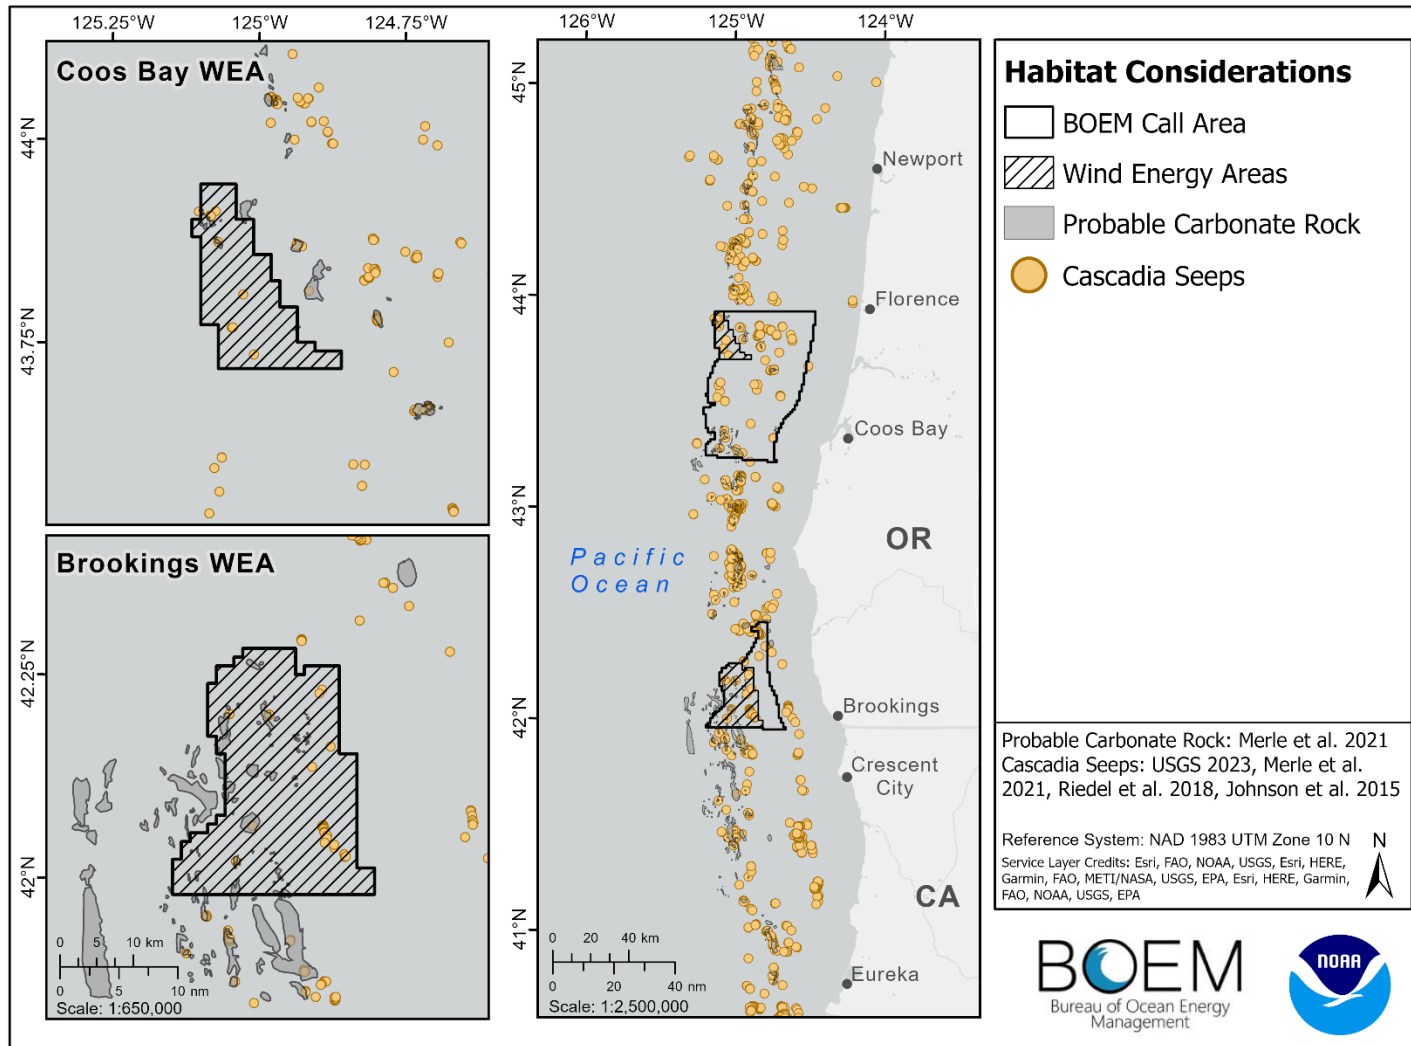 125.25°W
125°W
124.75°W
Coos Bay WEA
44°N
43.75°N
Brookings WEA
42.25°N
42°N
0 5 10 km
0 5 10 nm
Scale: 1:650,000
126°W
125°W
124°W
45°N
44°N
43°N
42°N
41°N
Newport
Florence
Coos Bay
OR
Pacific
Ocean
Brookings
Crescent
City
CA
Eureka
0 20 40 km
0 20 40 nm
Scale: 1:2,500,000
Habitat Considerations
BOEM Call Area
Wind Energy Areas
Probable Carbonate Rock
Cascadia Seeps
Probable Carbonate Rock: Merle et al. 2021
Cascadia Seeps: USGS 2023, Merle et al.
2021, Riedel et al. 2018, Johnson et al. 2015
Reference System: NAD 1983 UTM Zone 10 N
N
Service Layer Credits: Esri, FAO, NOAA, USGS, Esri, HERE,
Garmin, FAO, METI/NASA, USGS, EPA, Esri, HERE, Garmin,
FAO, NOAA, USGS, EPA
BOEM
Bureau of Ocean Energy
Management
NOAA